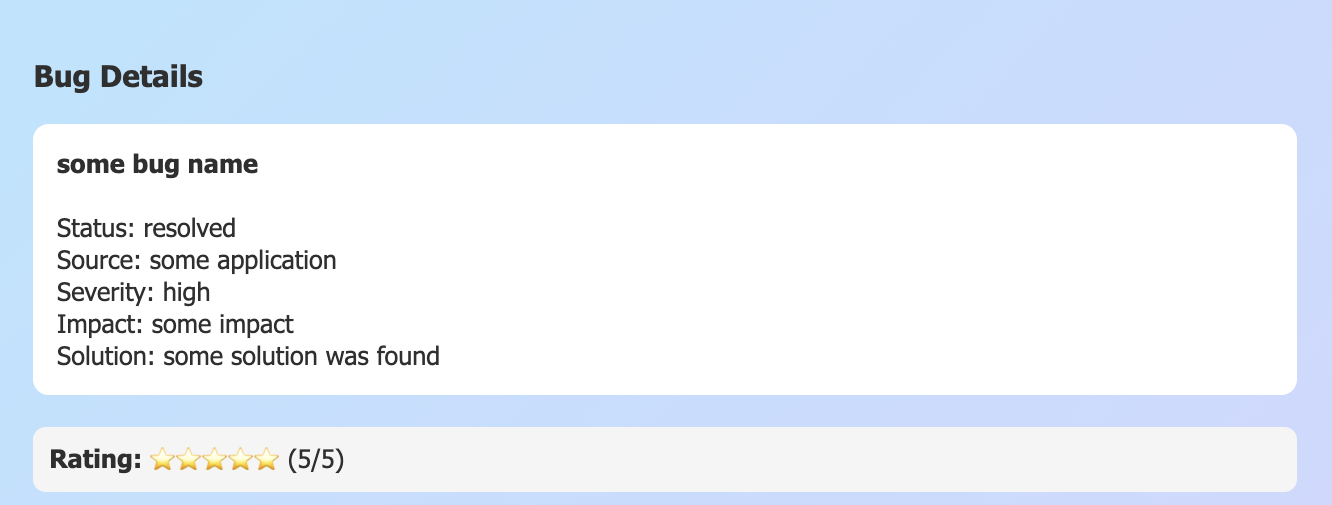 Bug Details
some bug name
Status: resolved
Source: some application
Severity: high
Impact: some impact
Solution: some solution was found
Rating: ⭐⭐⭐⭐⭐ (5/5)